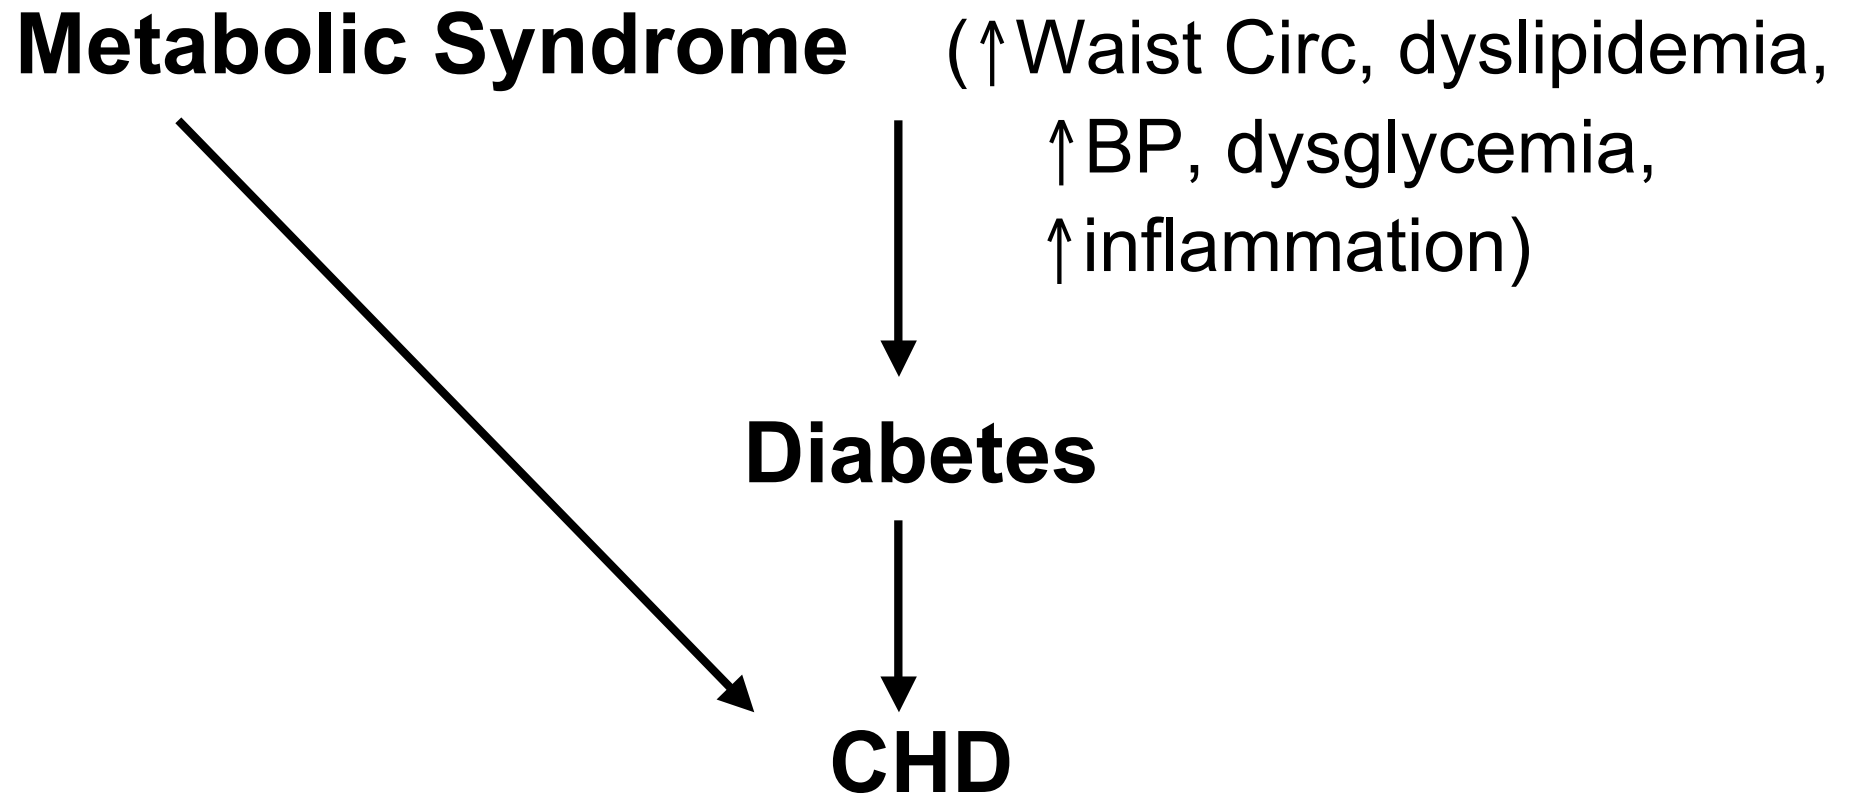 Metabolic Syndrome (↑Waist Circ, dyslipidemia,
↑BP, dysglycemia,
↑inflammation)
Diabetes
CHD